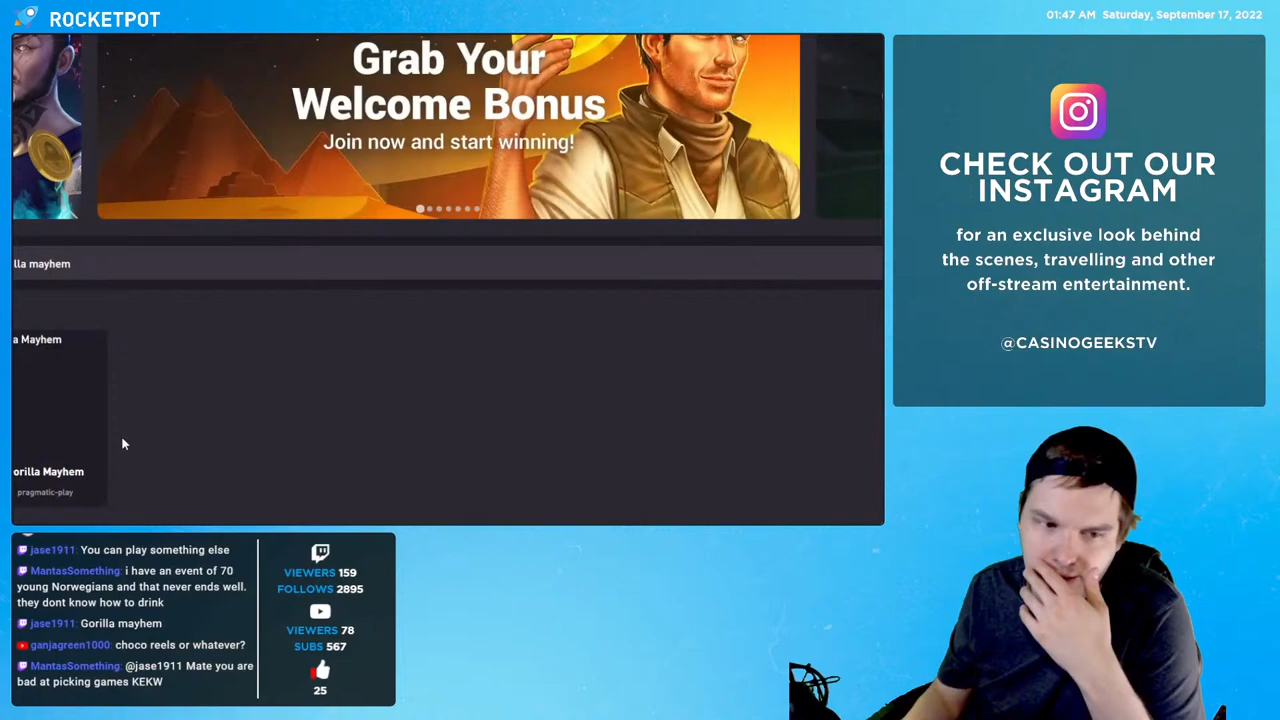 ROCKETPOT
01:47 AM Saturday, September 17, 2022
Grab Your
Welcome Bonus
Join now and start winning!
lla mayhem
a Mayhem
orilla Mayhem
pragmatic-play
CHECK OUT OUR
INSTAGRAM
for an exclusive look behind
the scenes, travelling and other
off-stream entertainment.
@CASINOGEEKSTV
jase1911: You can play something else
MantasSomething: i have an event of 70
young Norwegians and that never ends well.
they dont know how to drink
jase1911: Gorilla mayhem
ganjagreen1000: choco reels or whatever?
MantasSomething: @jase1911 Mate you are
bad at picking games KEKW
VIEWERS 159
FOLLOWS 2895
VIEWERS 78
SUBS 567
25